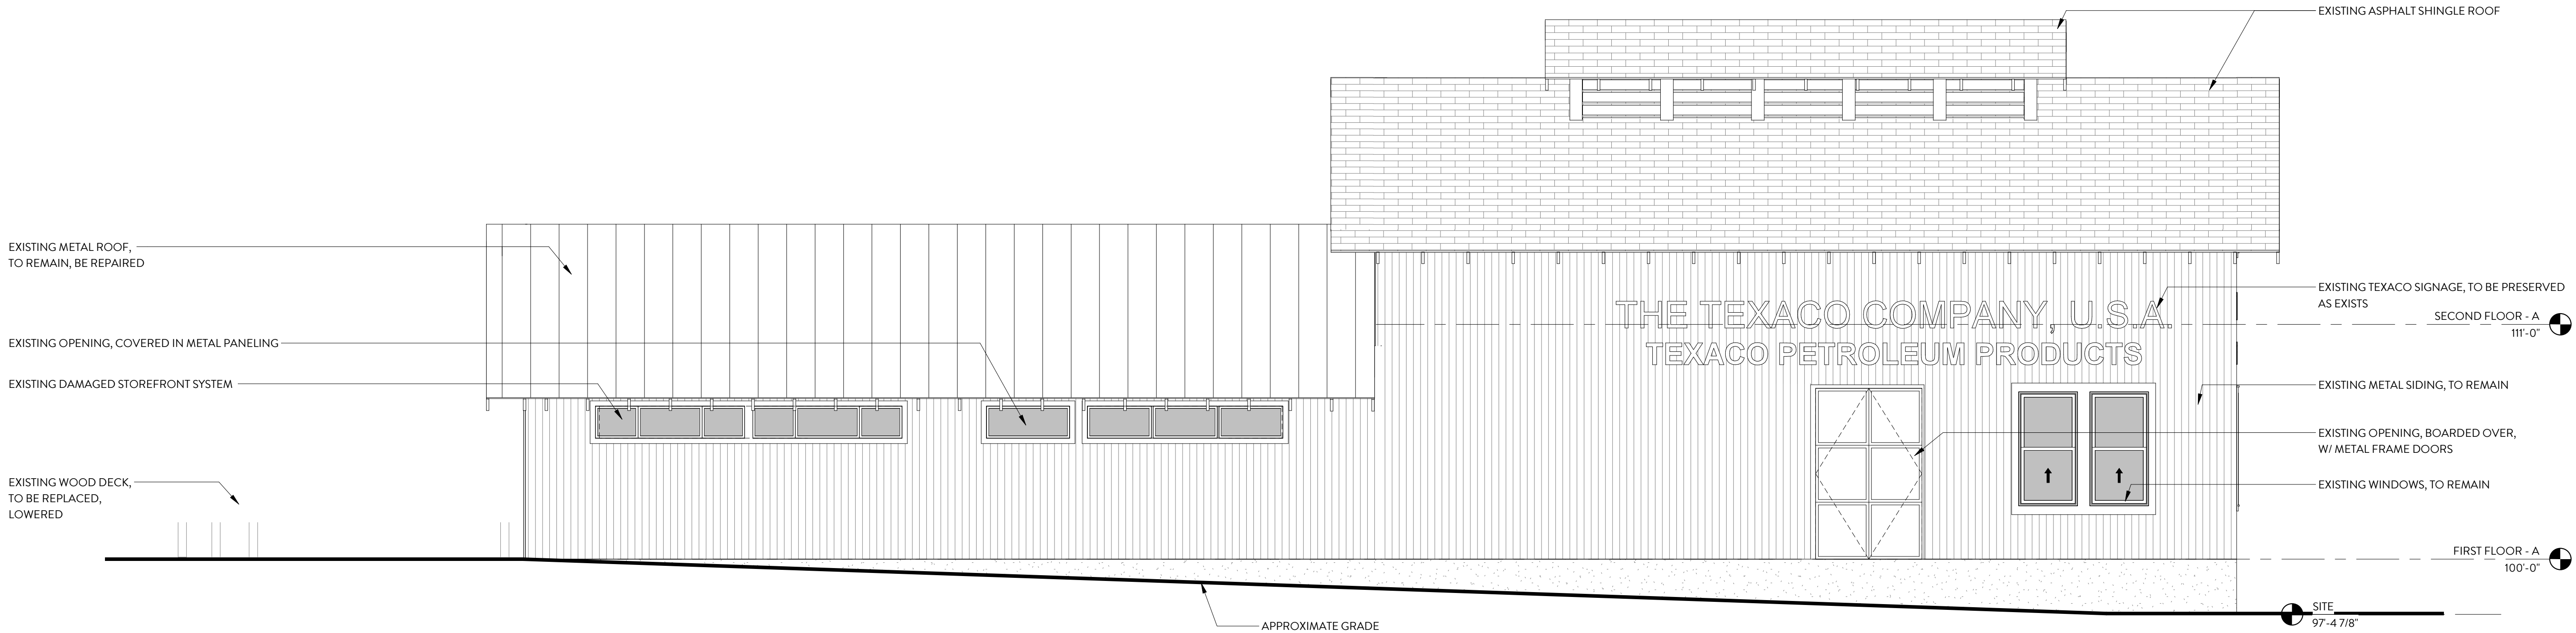 EXISTING ASPHALT SHINGLE ROOF
EXISTING METAL ROOF,
TO REMAIN, BE REPAIRED
EXISTING OPENING, COVERED IN METAL PANELING
EXISTING DAMAGED STOREFRONT SYSTEM
EXISTING WOOD DECK,
TO BE REPLACED,
LOWERED
THE TEXACO COMPANY, U.S.A.
TEXACO PETROLEUM PRODUCTS
EXISTING TEXACO SIGNAGE, TO BE PRESERVED
AS EXISTS
SECOND FLOOR - A
111'-0"
EXISTING METAL SIDING, TO REMAIN
EXISTING OPENING, BOARDED OVER,
W/ METAL FRAME DOORS
EXISTING WINDOWS, TO REMAIN
FIRST FLOOR - A
100'-0"
SITE
97'-4 7/8"
APPROXIMATE GRADE